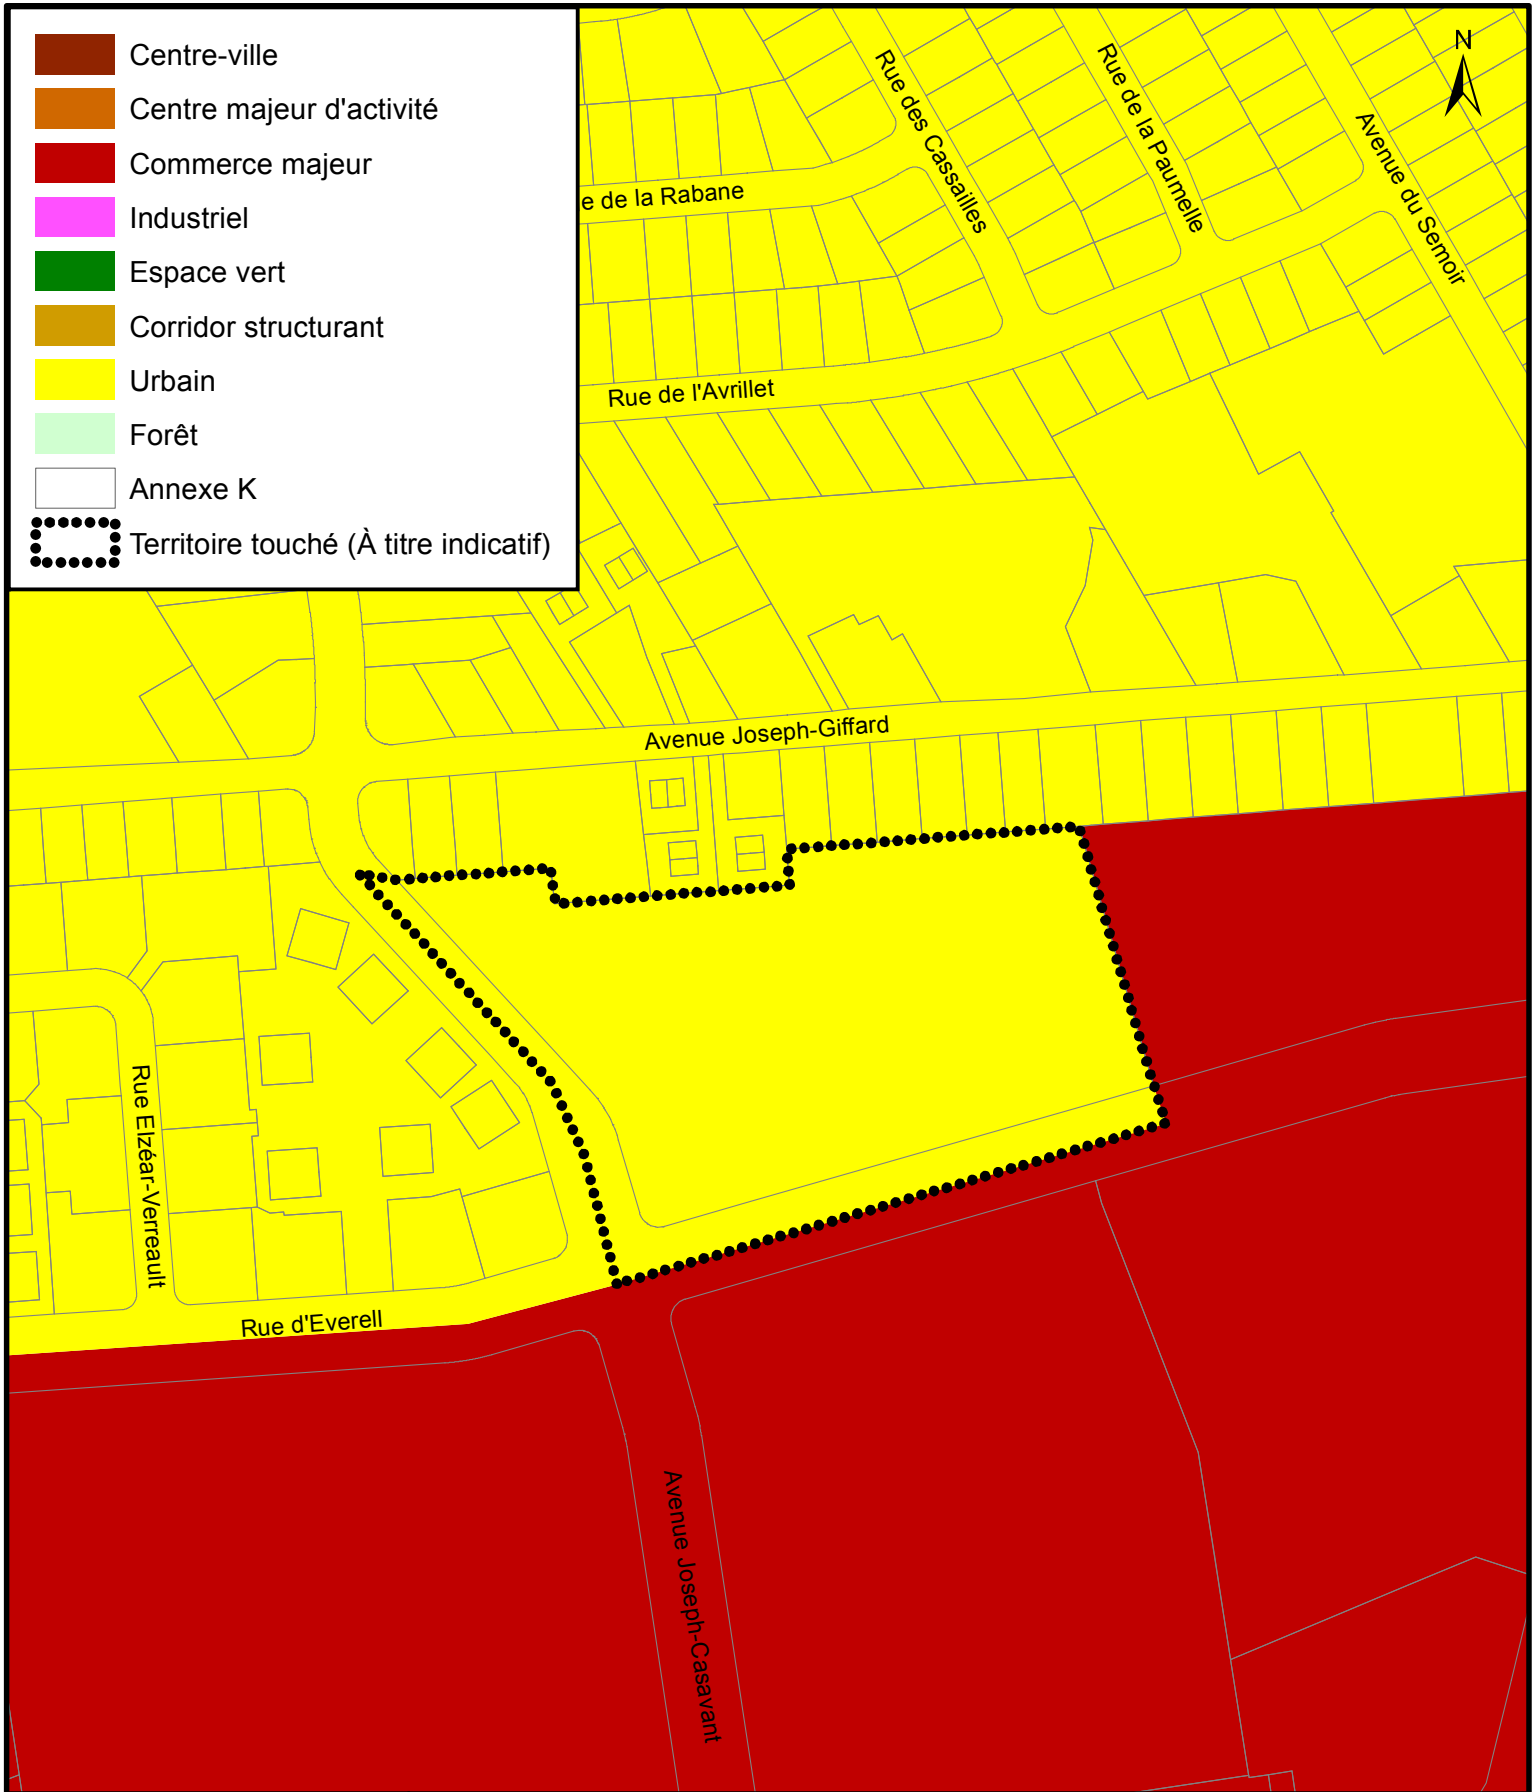 Centre-ville
Centre majeur d'activité
Commerce majeur
Industriel
Espace vert
Corridor structurant
Urbain
Forêt
Annexe K
Territoire touché (À titre indicatif)
N
Rue des Cassailles
Rue de la Paumelle
Avenue du Semoir
e de la Rabane
Rue de l'Avrillet
Avenue Joseph-Giffard
Rue Elzéar-Verreault
Rue d'Everell
Avenue Joseph-Casavant